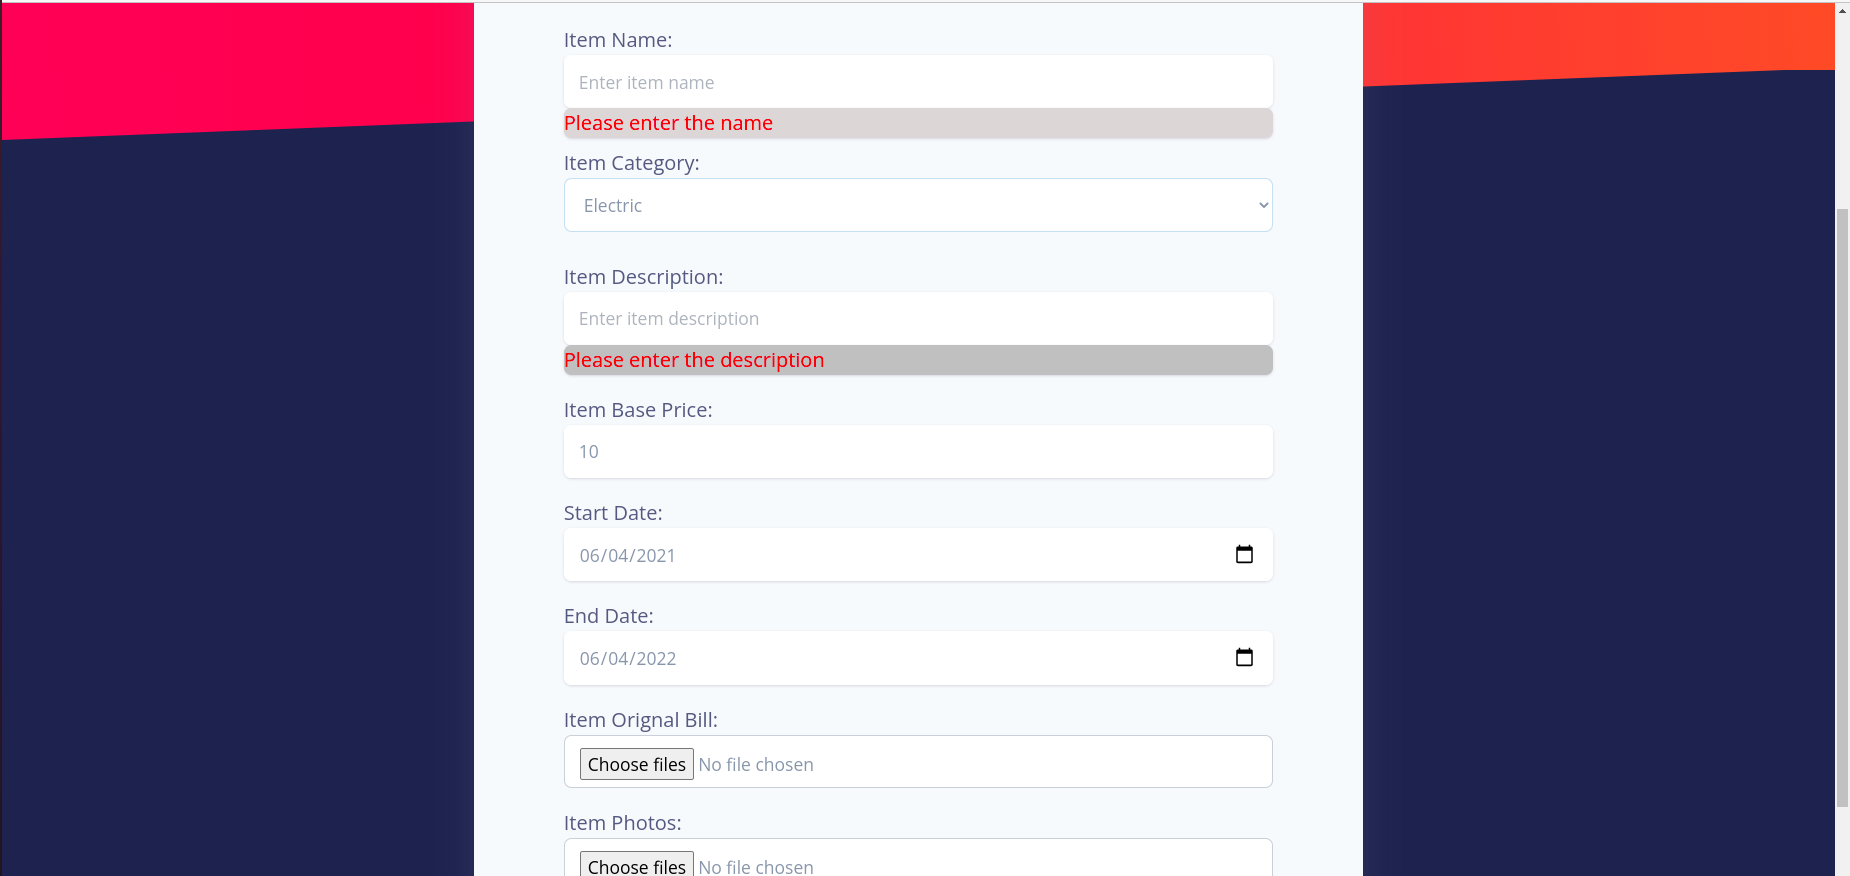 Item Name:
Enter item name
Please enter the name
Item Category:
Electric
Item Description:
Enter item description
Please enter the description
Item Base Price:
10
Start Date:
06/04/2021
End Date:
06/04/2022
Item Orignal Bill:
Choose files No file chosen
Item Photos:
Choose files No file chosen